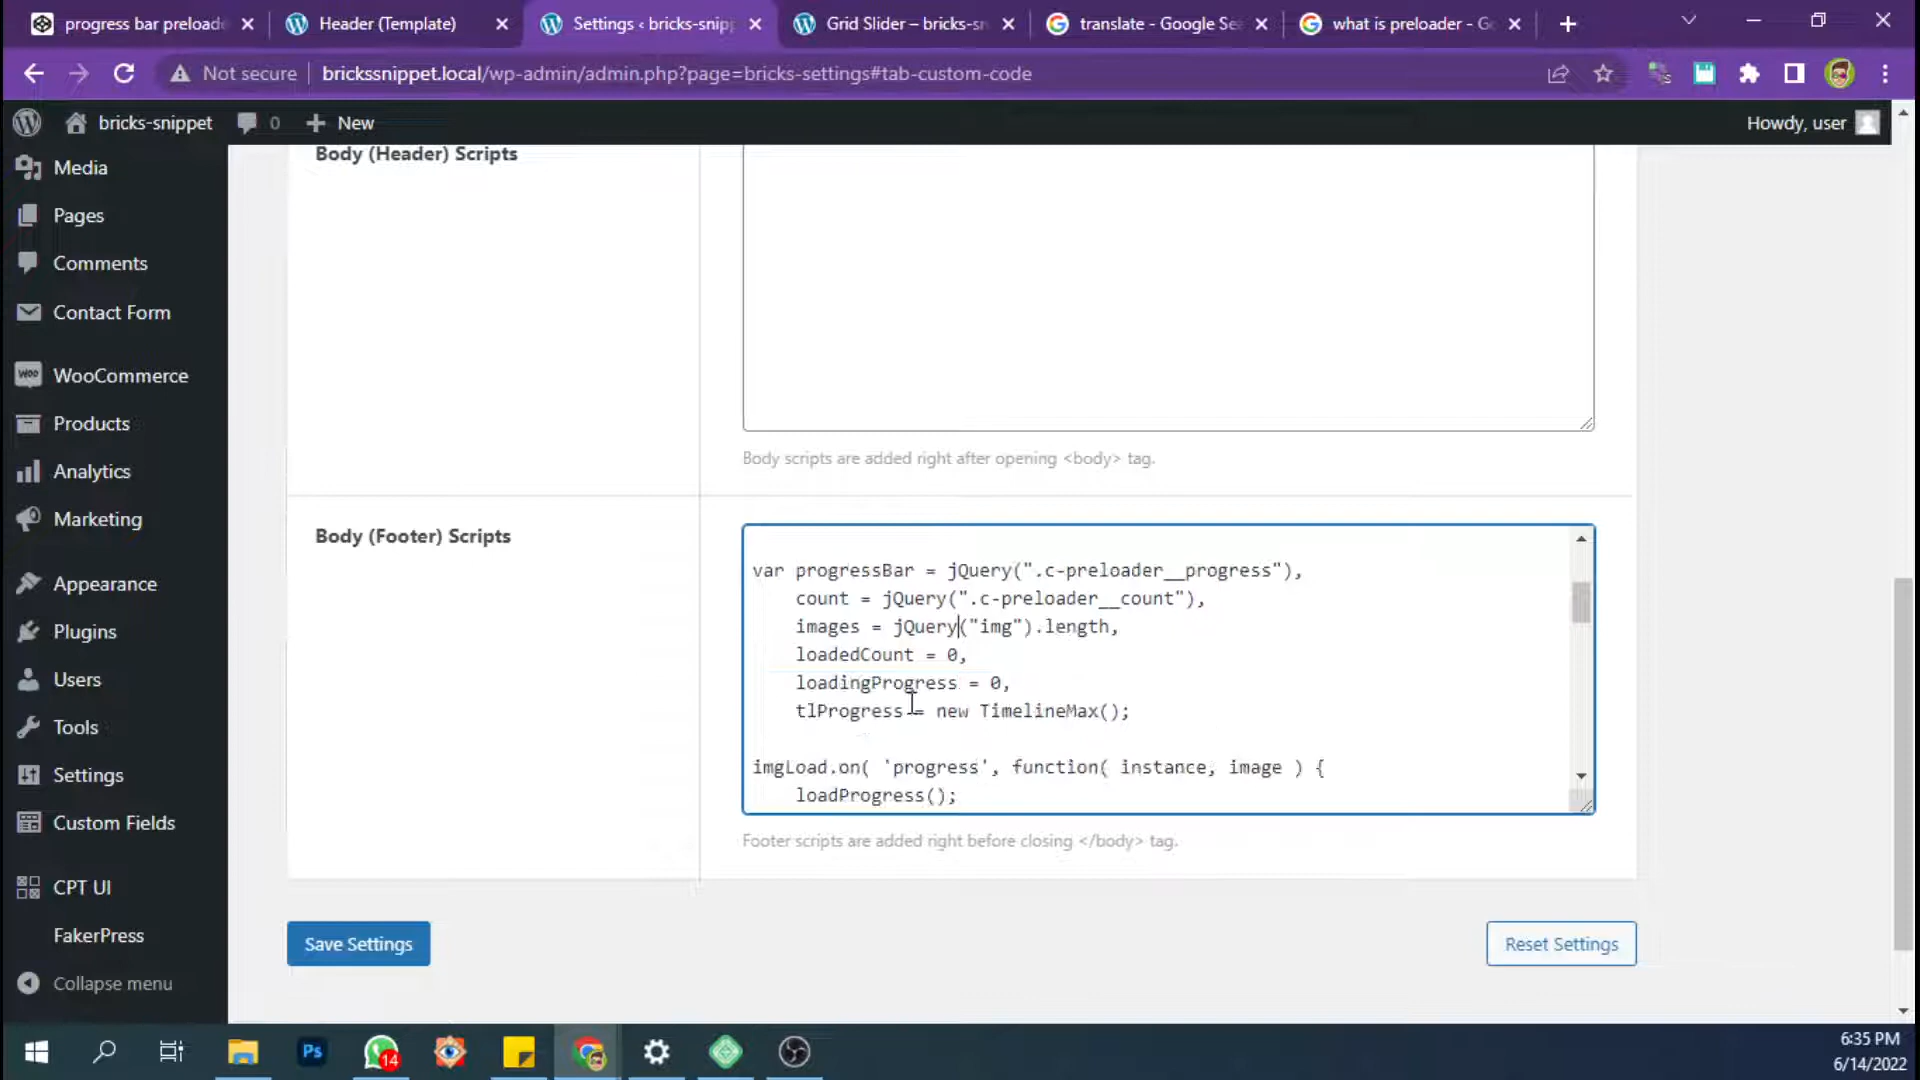 progress bar preload
Header (Template)
Settings ‹ bricks-snip
Grid Slider – bricks-sn
translate - Google Se
what is preloader - G
Not secure
brickssnippet.local/wp-admin/admin.php?page=bricks-settings#tab-custom-code
bricks-snippet
0
New
Howdy, user
Media
Pages
Comments
Contact Form
WooCommerce
Products
Analytics
Marketing
Appearance
Plugins
Users
Tools
Settings
Custom Fields
CPT UI
FakerPress
Collapse menu
Body (Header) Scripts
Body scripts are added right after opening <body> tag.
Body (Footer) Scripts
var progressBar = jQuery(".c-preloader__progress"),
count = jQuery(".c-preloader__count"),
images = jQuery("img").length,
loadedCount = 0,
loadingProgress = 0,
tlProgress = new TimelineMax();
imgLoad.on( 'progress', function( instance, image ) {
loadProgress();
Footer scripts are added right before closing </body> tag.
Save Settings
Reset Settings
Woo
Ps
14
6:35 PM
6/14/2022